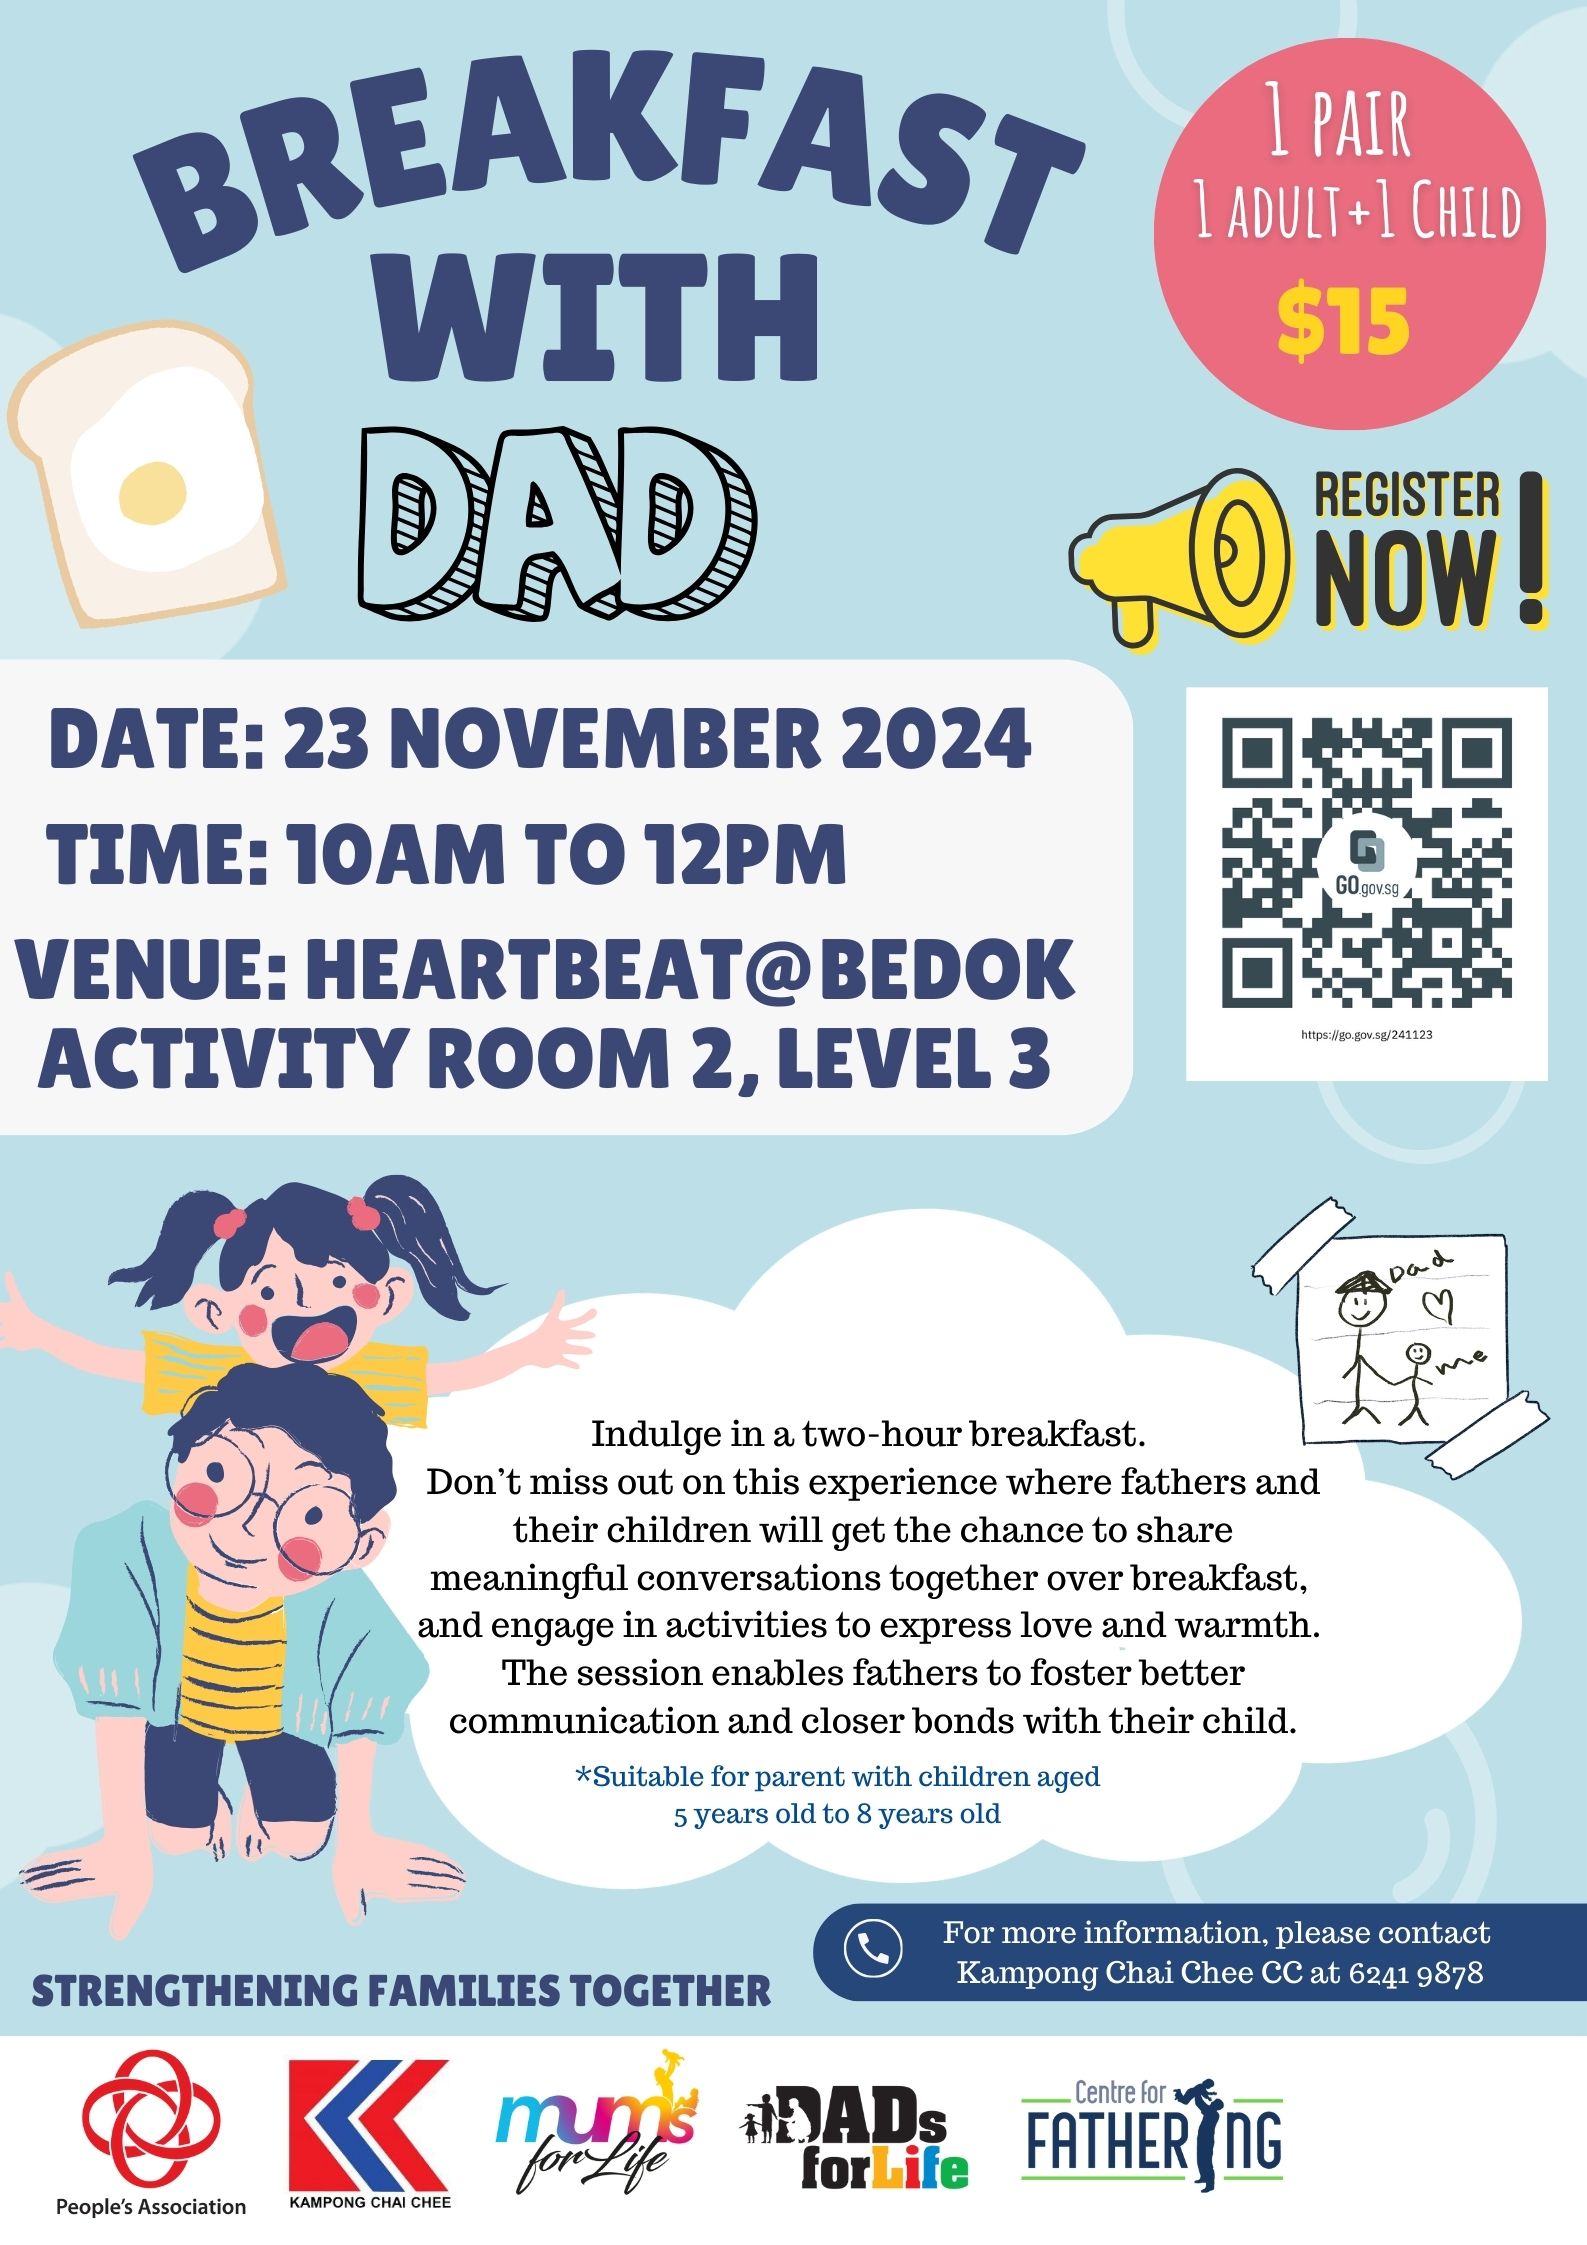 BREAKFAST
WITH
DAD
1 PAIR
1 ADULT+1 CHILD
$15
REGISTER
NOW!
DATE: 23 NOVEMBER 2024
TIME: 10AM TO 12PM
VENUE: HEARTBEAT@BEDOK
ACTIVITY ROOM 2, LEVEL 3
GO.gov.sg
https://go.gov.sg/241123
Dad
me
Indulge in a two-hour breakfast.
Don’t miss out on this experience where fathers and
their children will get the chance to share
meaningful conversations together over breakfast,
and engage in activities to express love and warmth.
The session enables fathers to foster better
communication and closer bonds with their child.
*Suitable for parent with children aged
5 years old to 8 years old
For more information, please contact
Kampong Chai Chee CC at 6241 9878
STRENGTHENING FAMILIES TOGETHER
People’s Association
KAMPONG CHAI CHEE
mums
for Life
DADs
forLife
Centre for
FATHERING